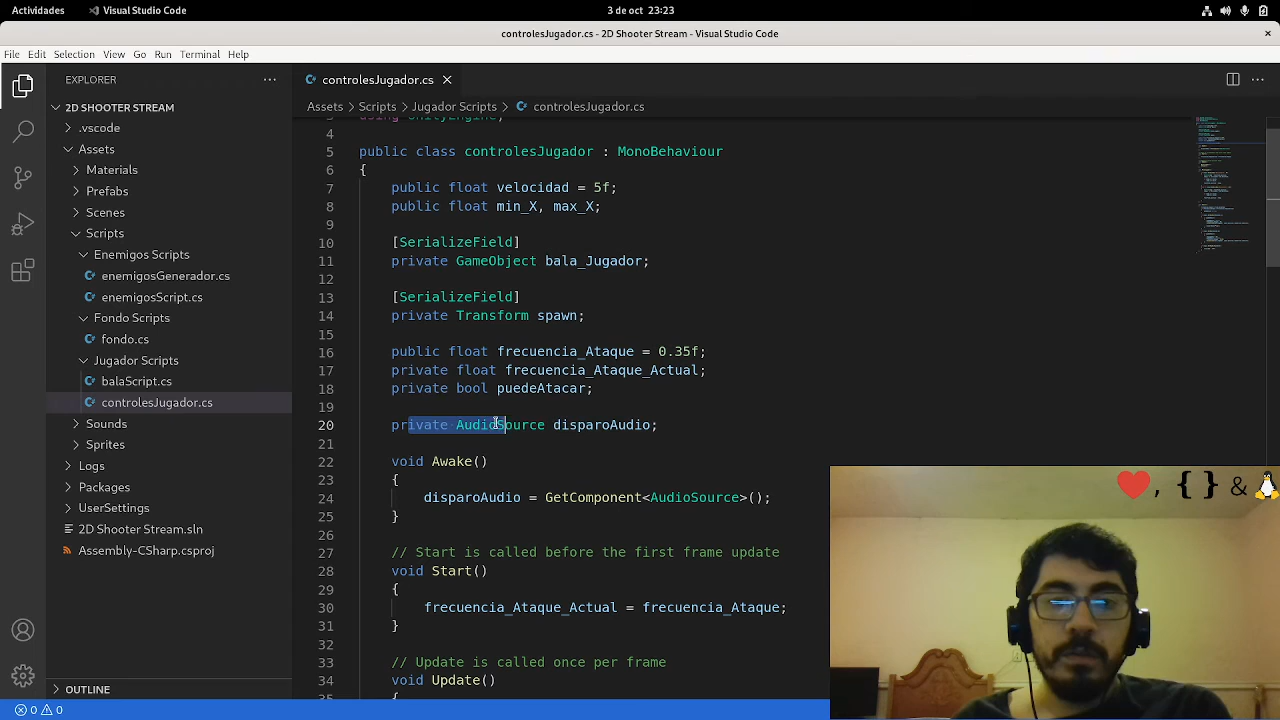 Actividades
Visual Studio Code
3 de oct 23:23
controlesJugador.cs - 2D Shooter Stream - Visual Studio Code
File Edit Selection View Go Run Terminal Help
EXPLORER
controlesJugador.cs
Assets > Scripts > Jugador Scripts > controlesJugador.cs
2D SHOOTER STREAM
.vscode
Assets
Materials
Prefabs
Scenes
Scripts
Enemigos Scripts
enemigosGenerador.cs
enemigosScript.cs
Fondo Scripts
fondo.cs
Jugador Scripts
balaScript.cs
controlesJugador.cs
Sounds
Sprites
Logs
Packages
UserSettings
2D Shooter Stream.sln
Assembly-CSharp.csproj
OUTLINE
3 using UnityEngine;
4
5 public class controlesJugador : MonoBehaviour
6 {
7 public float velocidad = 5f;
8 public float min_X, max_X;
9
10 [SerializeField]
11 private GameObject bala_Jugador;
12
13 [SerializeField]
14 private Transform spawn;
15
16 public float frecuencia_Ataque = 0.35f;
17 private float frecuencia_Ataque_Actual;
18 private bool puedeAtacar;
19
20 private AudioSource disparoAudio;
21
22 void Awake()
23 {
24 disparoAudio = GetComponent<AudioSource>();
25 }
26
27 // Start is called before the first frame update
28 void Start()
29 {
30 frecuencia_Ataque_Actual = frecuencia_Ataque;
31 }
32
33 // Update is called once per frame
34 void Update()
35 {
, { } &
0 0